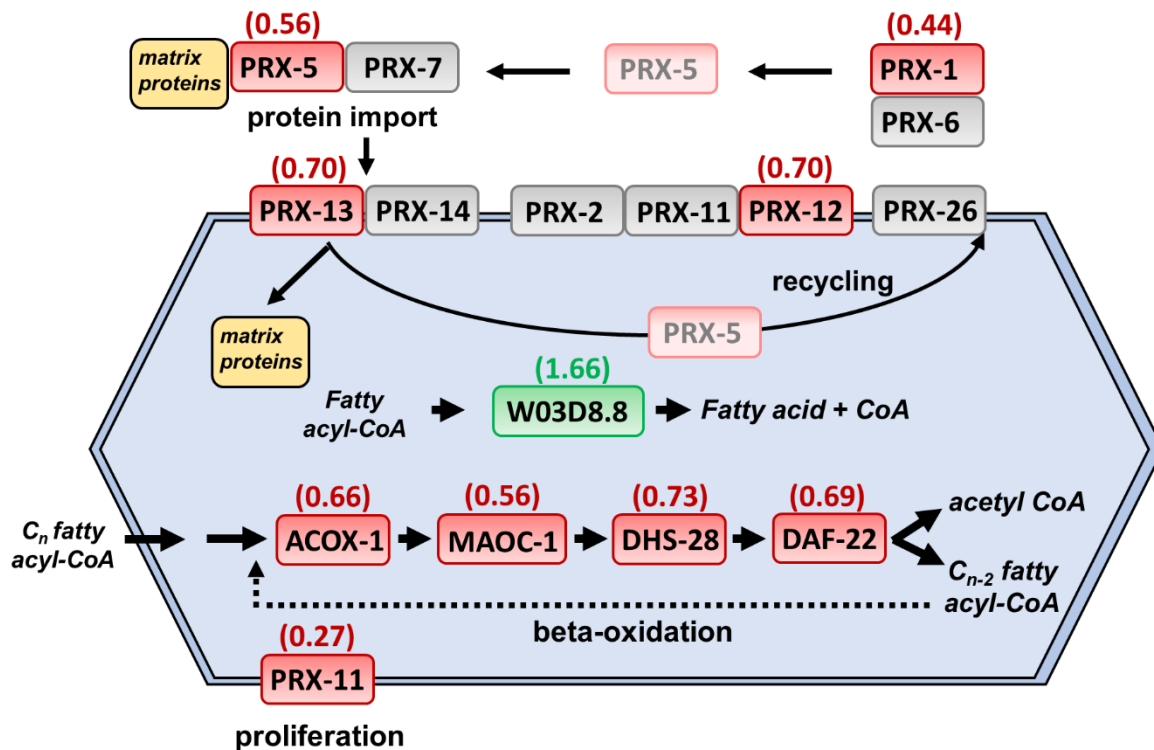 (0.56)
(0.44)
matrix
proteins
PRX-5
PRX-7
PRX-5
PRX-1
PRX-6
protein import
(0.70)
(0.70)
PRX-13
PRX-14
PRX-2
PRX-11
PRX-12
PRX-26
recycling
matrix
proteins
PRX-5
(1.66)
Fatty
acyl-CoA
W03D8.8
Fatty acid + CoA
(0.66)
(0.56)
(0.73)
(0.69)
Cn fatty
acyl-CoA
ACOX-1
MAOC-1
DHS-28
DAF-22
acetyl CoA
Cn-2 fatty
acyl-CoA
beta-oxidation
(0.27)
PRX-11
proliferation